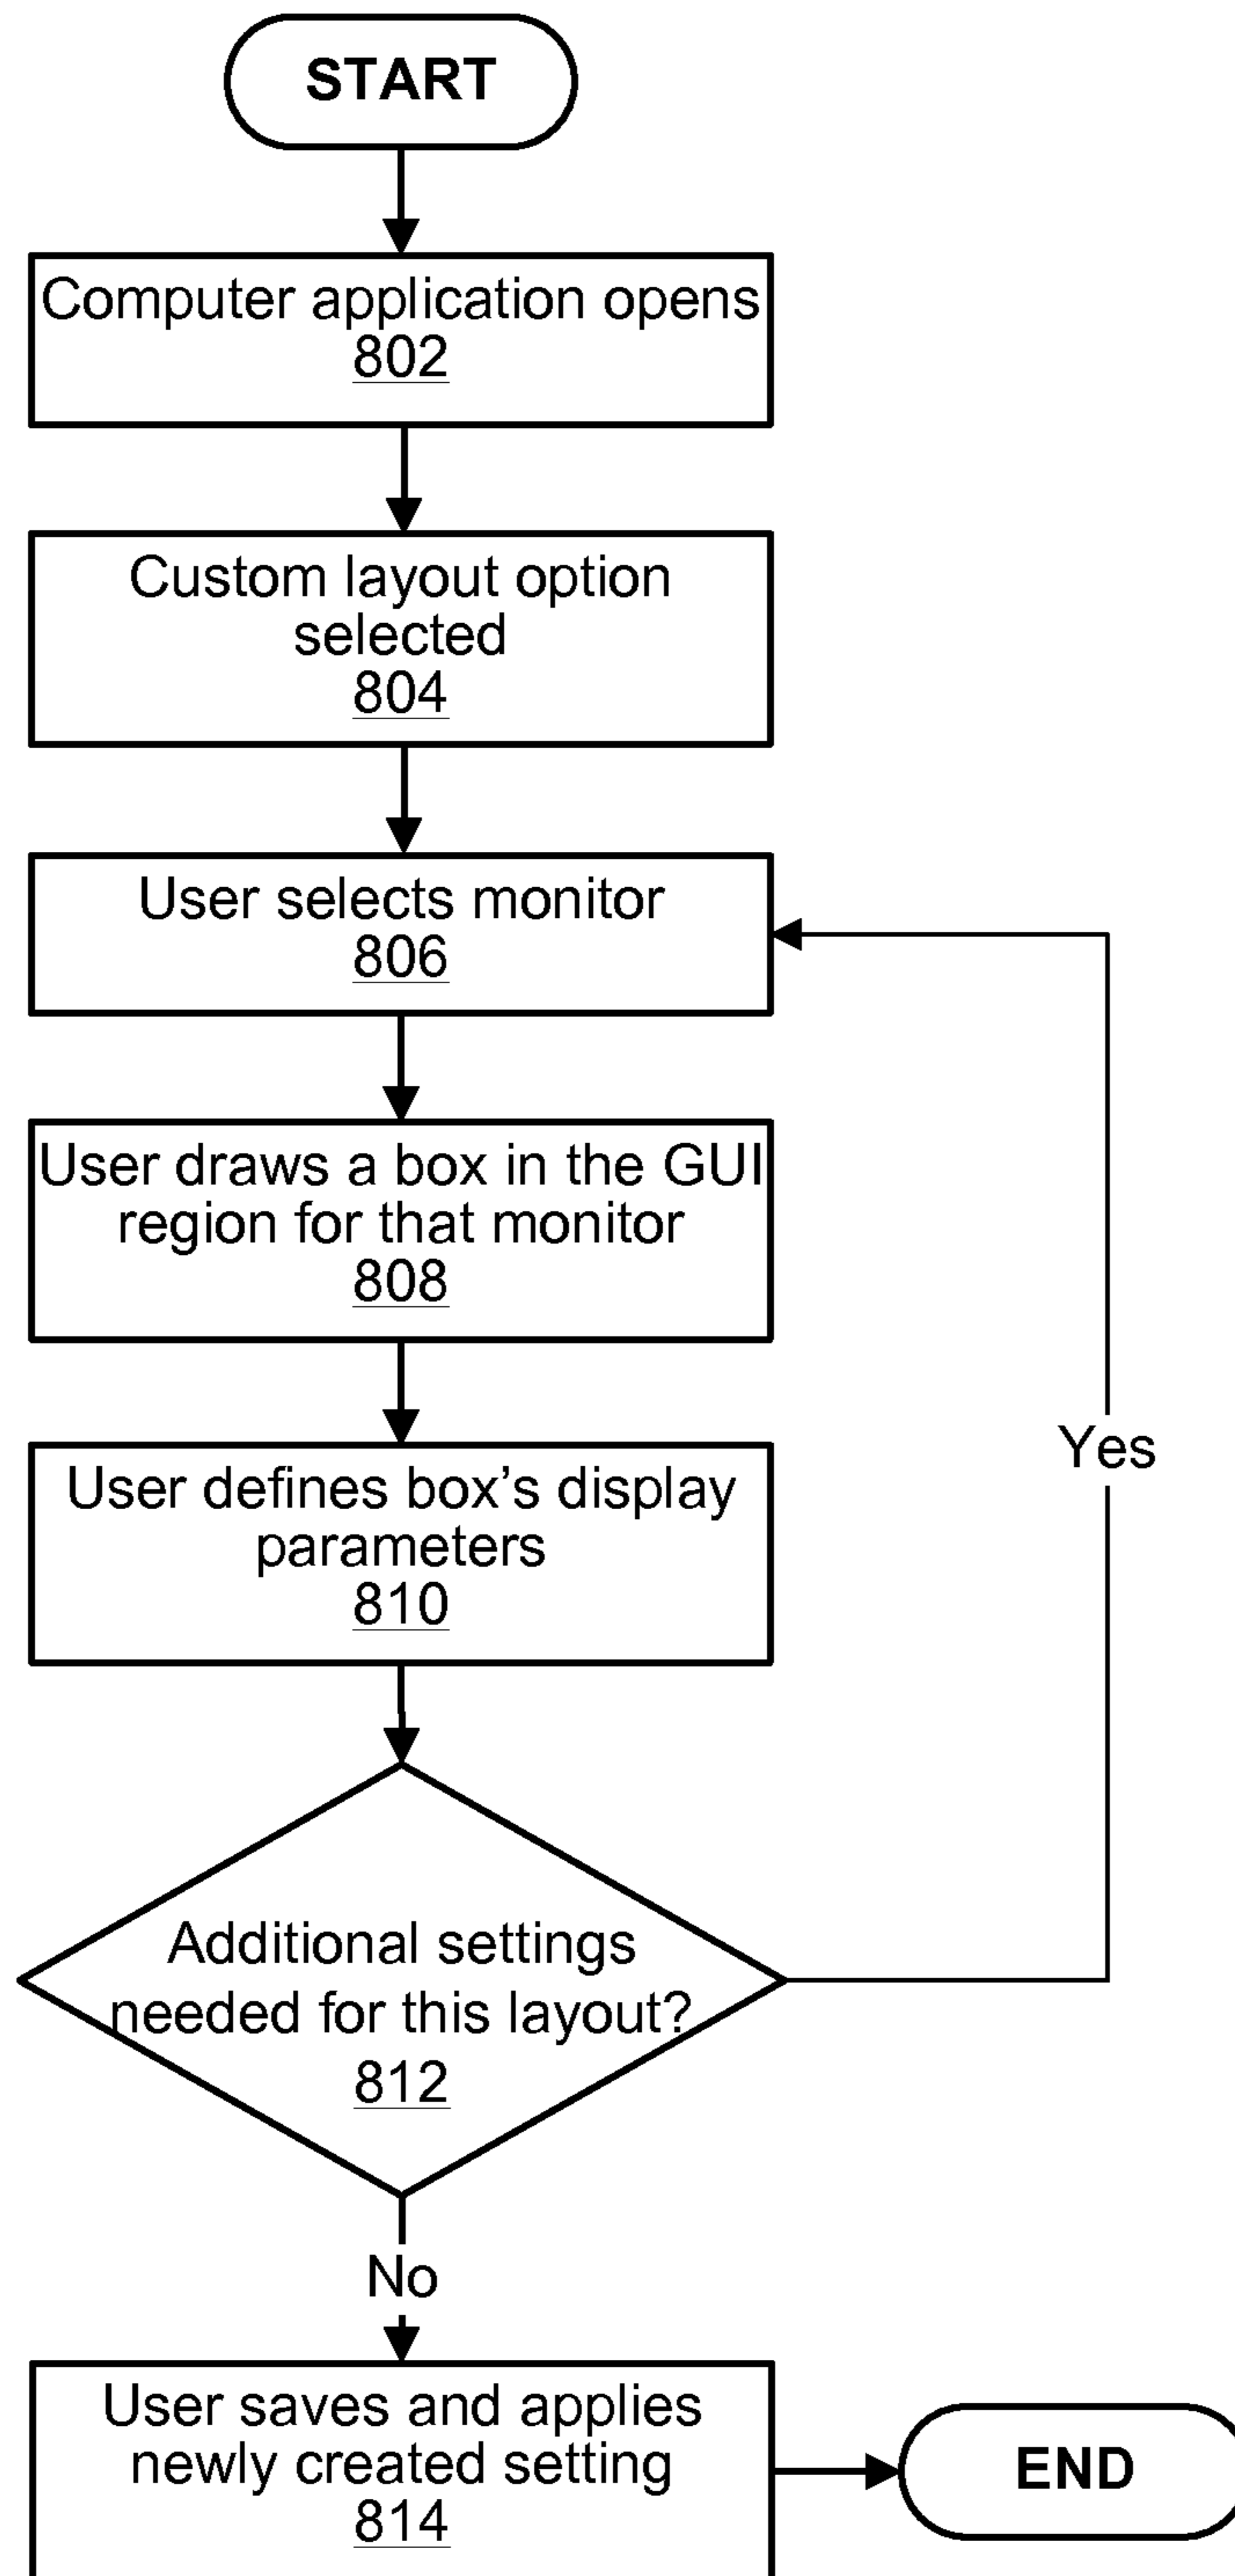 START
Computer application opens
802
Custom layout option
selected
804
User selects monitor
806
User draws a box in the GUI
region for that monitor
808
User defines box’s display
parameters
810
Yes
Additional settings
needed for this layout?
812
No
User saves and applies
newly created setting
814
END